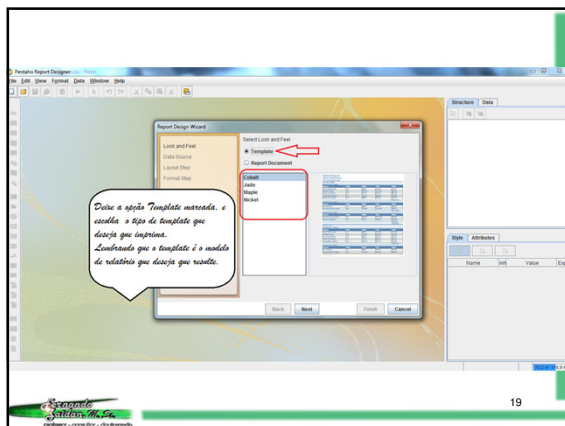 Pentaho Report Designer
File Edit View Format Data Window Help
Structure Data
Report Design Wizard
Look and Feel
Data Source
Layout Step
Format Step
Select Look and Feel
Template
Report Document
Cobalt
Jade
Maple
Nickel
Deixe a opção Template marcada, e
escolha o tipo de template que
deseja que imprima.
Lembrando que o template é o modelo
de relatório que deseja que resulte.
Style Attributes
Name Value
Back Next Finish Cancel
19
professor - consultor - doutorando